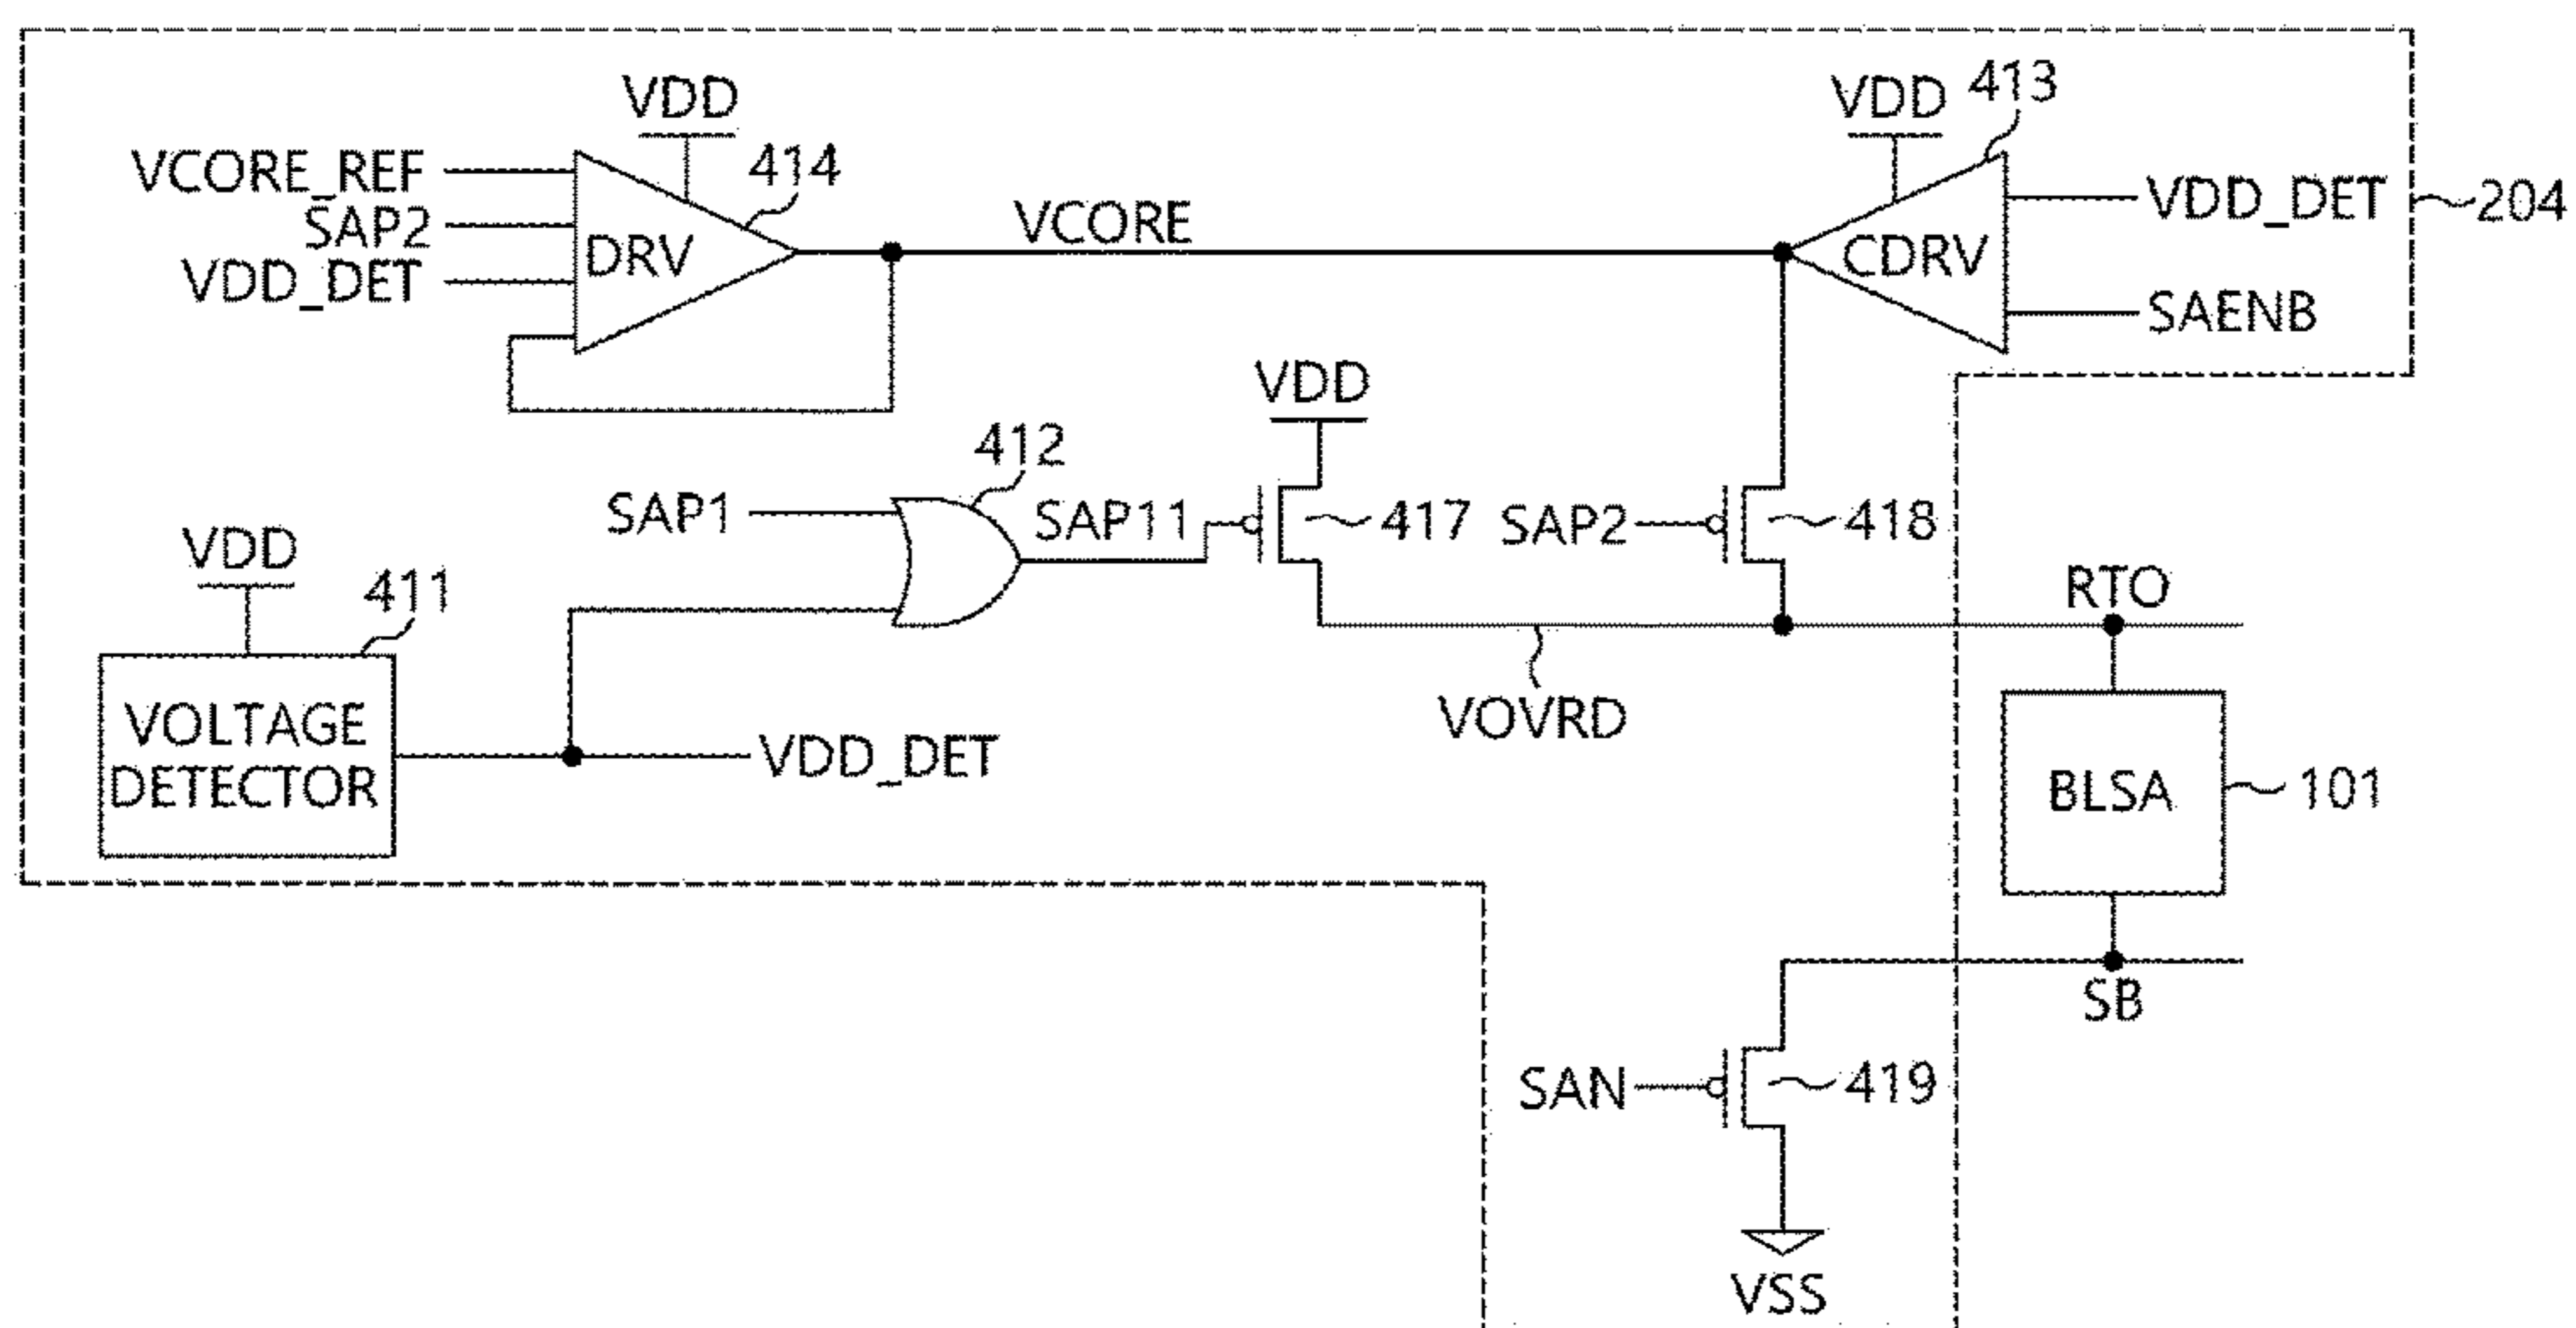 VDD
414
VCORE_REF
SAP2
VDD_DET
DRV
VCORE
VDD
413
VDD_DET
204
CDRV
SAENB
VDD
412
SAP1
SAP11
417
SAP2
418
VDD
411
RTO
VOLTAGE
DETECTOR
VDD_DET
VOVRD
BLSA
101
SB
SAN
419
VSS